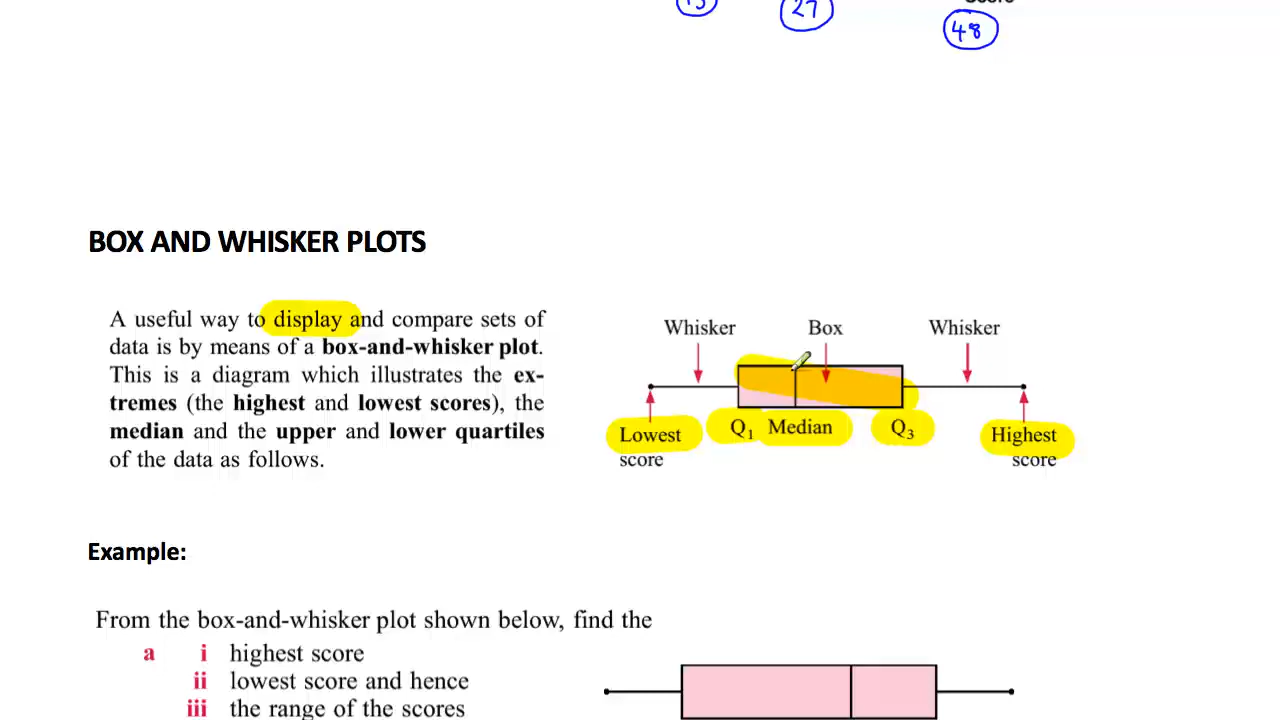 27
48
BOX AND WHISKER PLOTS
A useful way to display and compare sets of
data is by means of a box-and-whisker plot.
This is a diagram which illustrates the ex-
tremes (the highest and lowest scores), the
median and the upper and lower quartiles
of the data as follows.
Whisker Box Whisker
Lowest score Q1 Median Q3 Highest score
Example:
From the box-and-whisker plot shown below, find the
a i highest score
ii lowest score and hence
iii the range of the scores